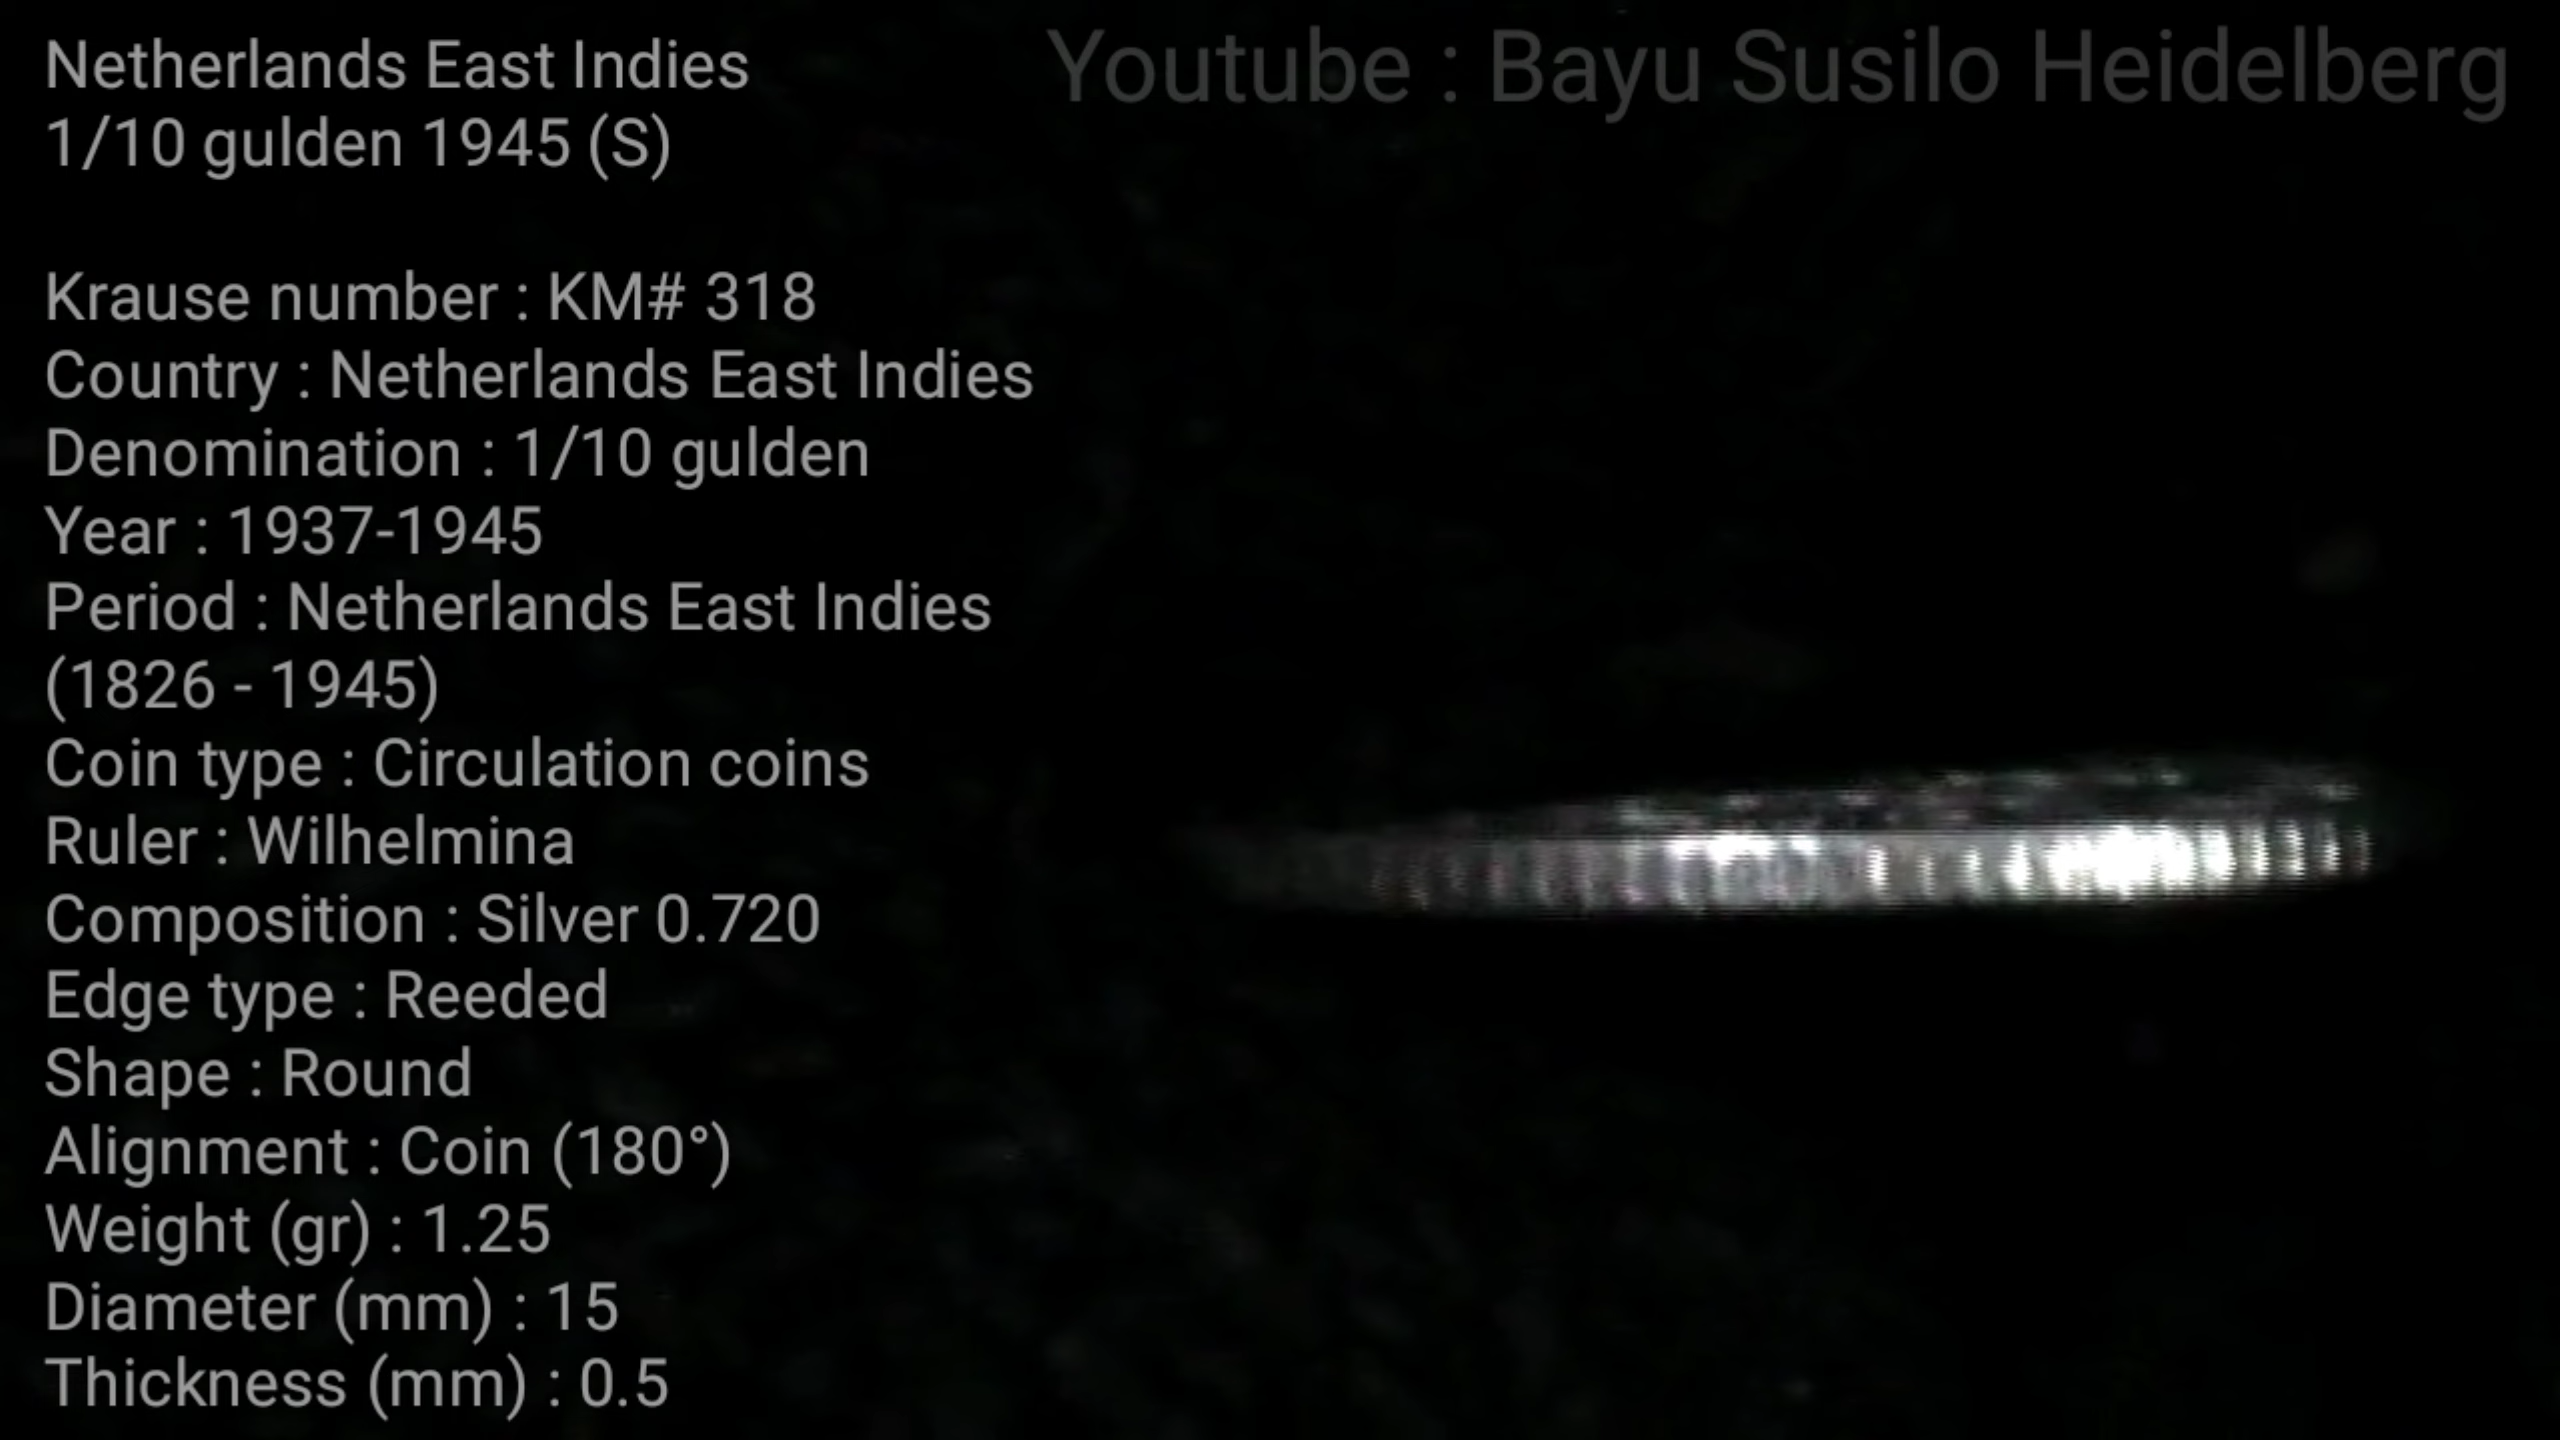 Netherlands East Indies
1/10 gulden 1945 (S)
Youtube : Bayu Susilo Heidelberg
Krause number : KM# 318
Country : Netherlands East Indies
Denomination : 1/10 gulden
Year : 1937-1945
Period : Netherlands East Indies
(1826 - 1945)
Coin type : Circulation coins
Ruler : Wilhelmina
Composition : Silver 0.720
Edge type : Reeded
Shape : Round
Alignment : Coin (180°)
Weight (gr) : 1.25
Diameter (mm) : 15
Thickness (mm) : 0.5